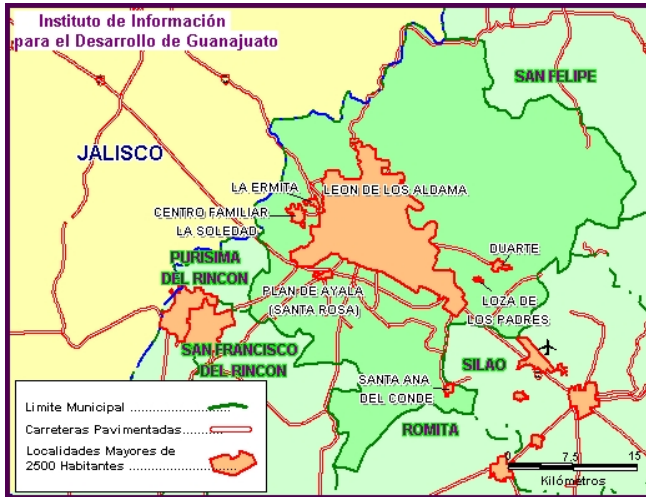 Instituto de Información
para el Desarrollo de Guanajuato
SAN FELIPE
JALISCO
LA ERMITA
LEON DE LOS ALDAMA
CENTRO FAMILIAR
LA SOLEDAD
DUARTE
PURISIMA
DEL RINCON
PLAN DE AYALA
(SANTA ROSA)
LOZA DE
LOS PADRES
SAN FRANCISCO
DEL RINCON
SILAO
SANTA ANA
DEL CONDE
ROMITA
Limite Municipal
Carreteras Pavimentadas
Localidades Mayores de
2500 Habitantes
0 7.5 15
Kilómetros